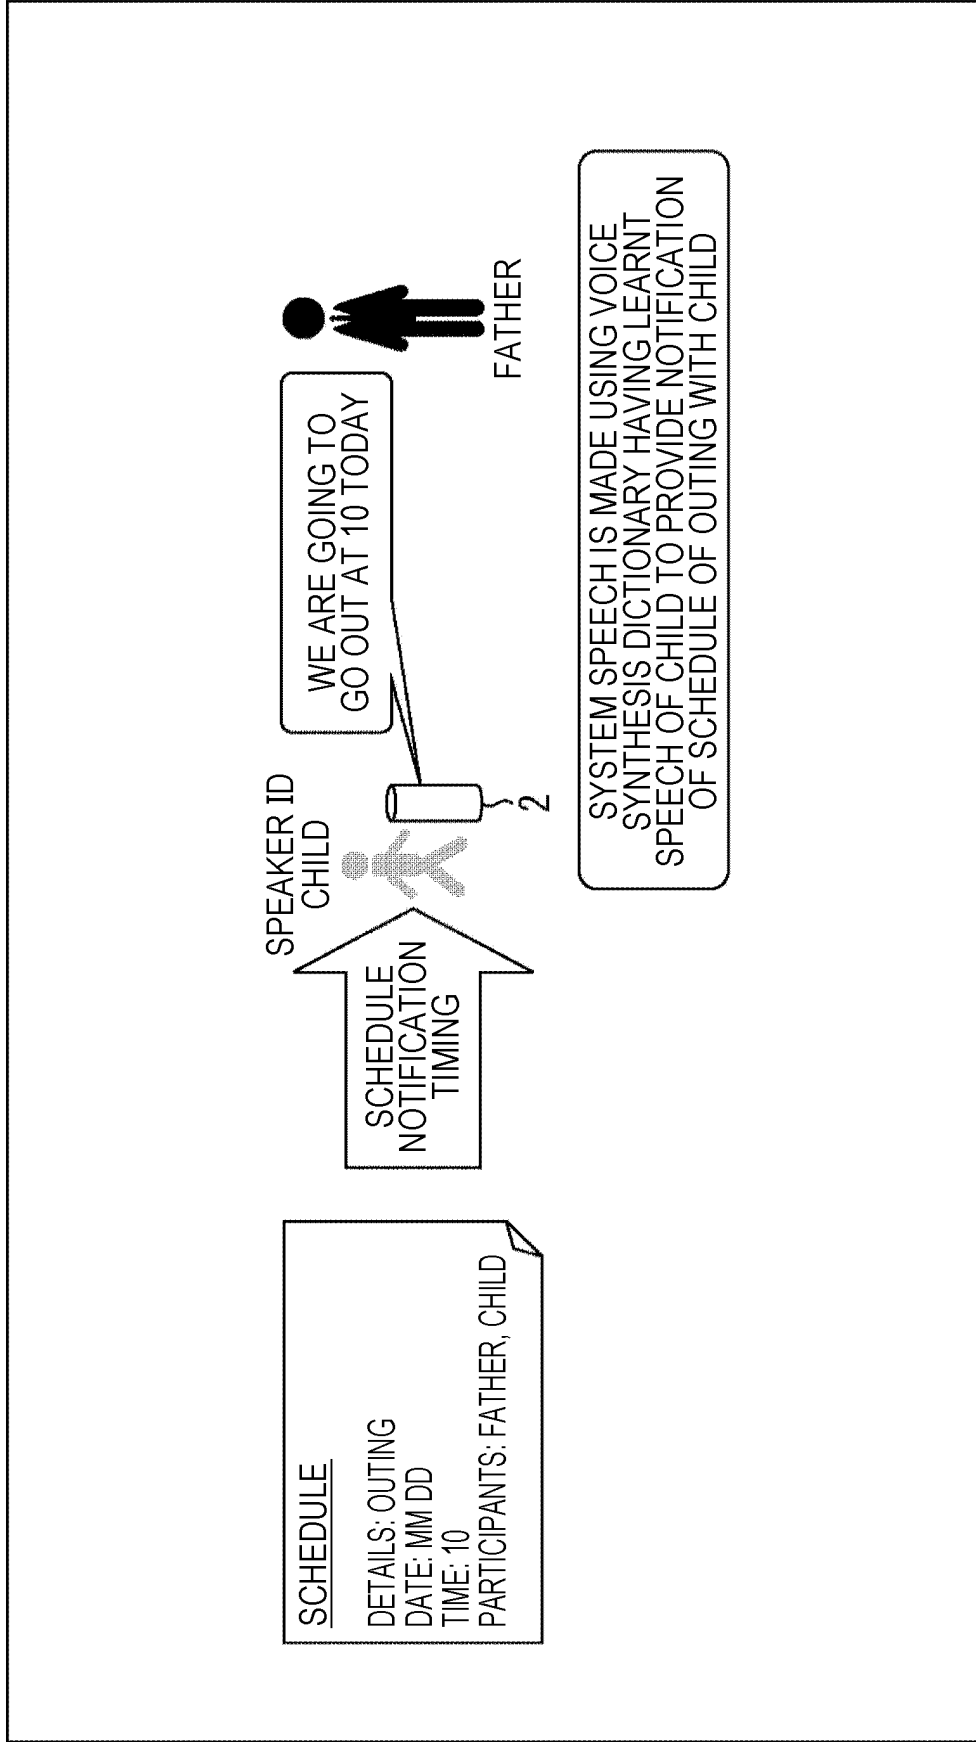 SCHEDULE
DETAILS: OUTING
DATE: MM DD
TIME: 10
PARTICIPANTS: FATHER, CHILD
SCHEDULE
NOTIFICATION
TIMING
SPEAKER ID
CHILD
2
WE ARE GOING TO
GO OUT AT 10 TODAY
FATHER
SYSTEM SPEECH IS MADE USING VOICE
SYNTHESIS DICTIONARY HAVING LEARNT
SPEECH OF CHILD TO PROVIDE NOTIFICATION
OF SCHEDULE OF OUTING WITH CHILD